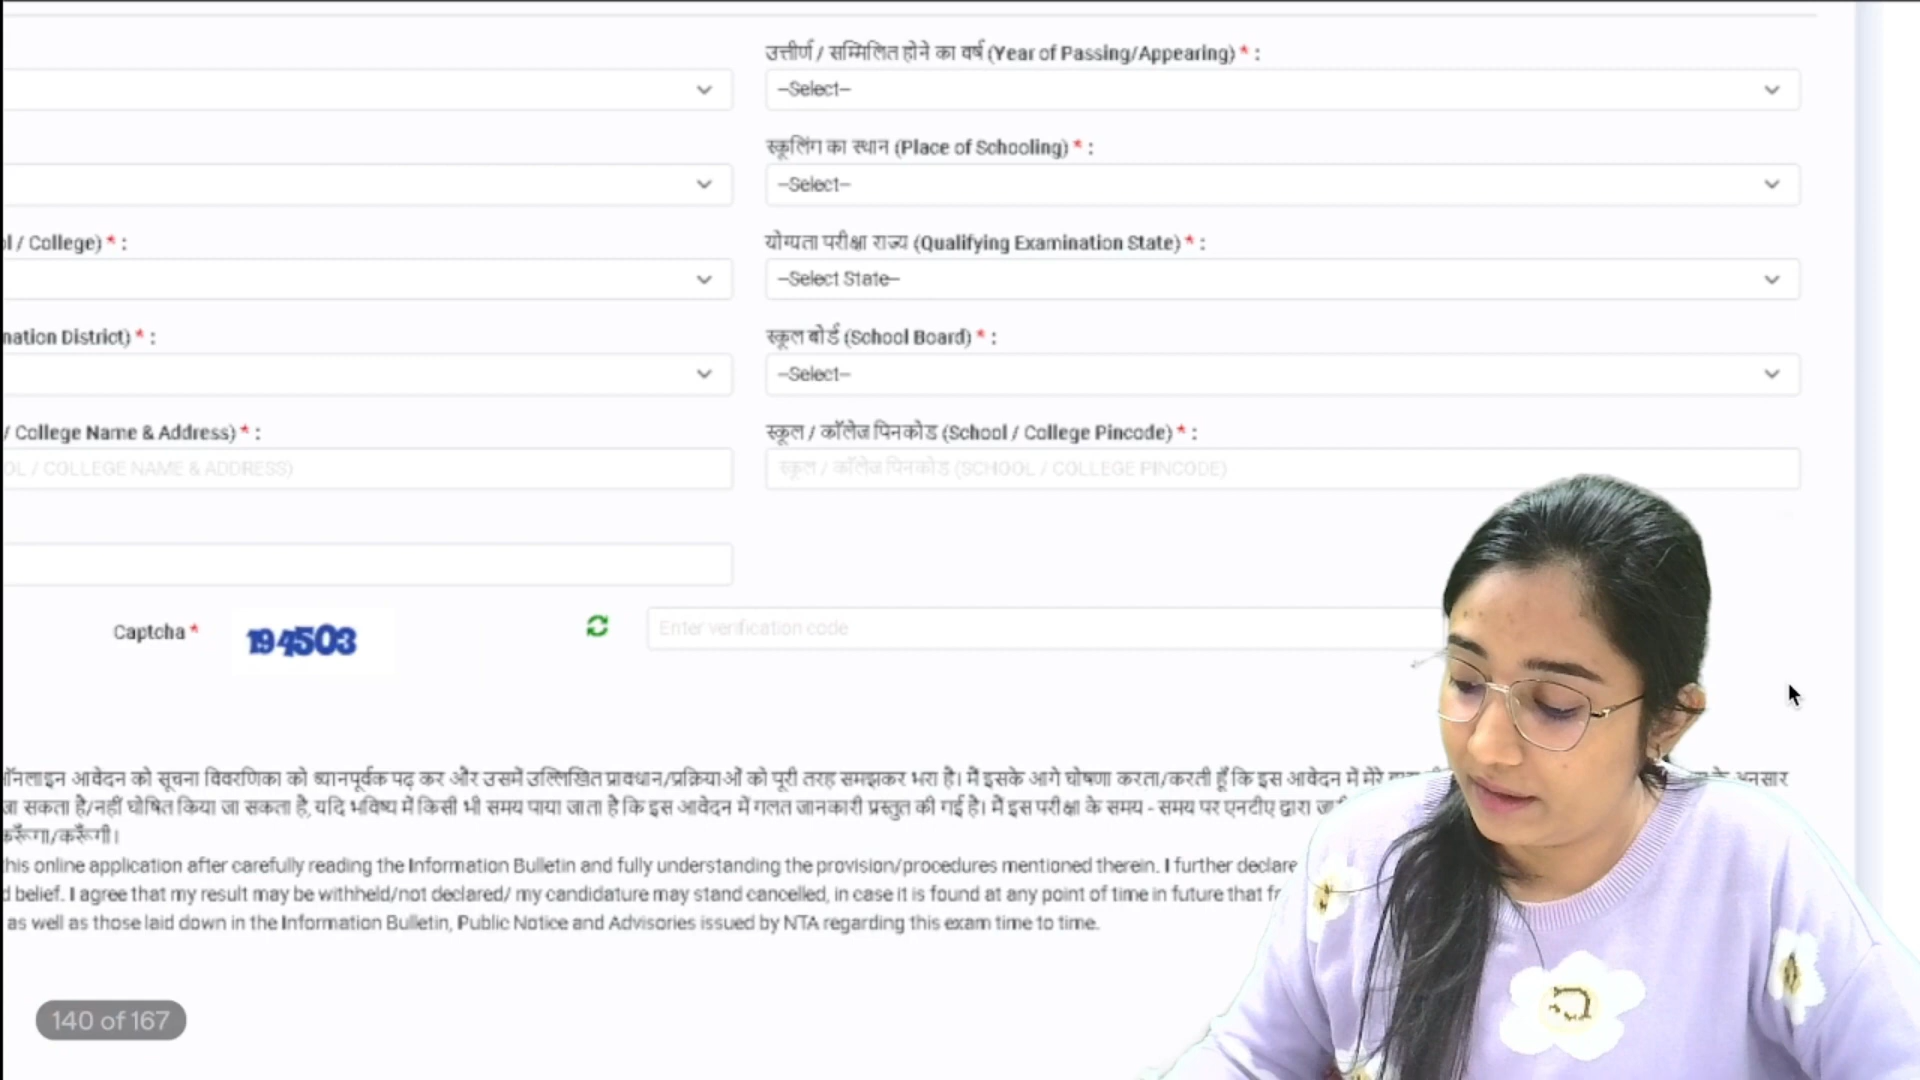 उत्तीर्ण / सम्मिलित होने का वर्ष (Year of Passing/Appearing) * :
--Select--
स्कूलिंग का स्थान (Place of Schooling) * :
--Select--
/ College) * :
योग्यता परीक्षा राज्य (Qualifying Examination State) * :
--Select State--
nation District) * :
स्कूल बोर्ड (School Board) * :
--Select--
/ College Name & Address) * :
स्कूल / कॉलेज पिनकोड (School / College Pincode) * :
OL / COLLEGE NAME & ADDRESS)
स्कूल / कॉलेज पिनकोड (SCHOOL / COLLEGE PINCODE)
Captcha *
194503
Enter verification code
ऑनलाइन आवेदन को सूचना विवरणिका को ध्यानपूर्वक पढ़ कर और उसमें उल्लिखित प्रावधान/प्रक्रियाओं को पूरी तरह समझकर भरा है। मैं इसके आगे घोषणा करता/करती हूँ कि इस आवेदन में मेरे के अनुसार
जा सकता है/नहीं घोषित किया जा सकता है, यदि भविष्य में किसी भी समय पाया जाता है कि इस आवेदन में गलत जानकारी प्रस्तुत की गई है। मैं इस परीक्षा के समय - समय पर एनटीए द्वारा
करूँगा/करूँगी।
this online application after carefully reading the Information Bulletin and fully understanding the provision/procedures mentioned therein. I further declare
d belief. I agree that my result may be withheld/not declared/ my candidature may stand cancelled, in case it is found at any point of time in future that
as well as those laid down in the Information Bulletin, Public Notice and Advisories issued by NTA regarding this exam time to time.
140 of 167